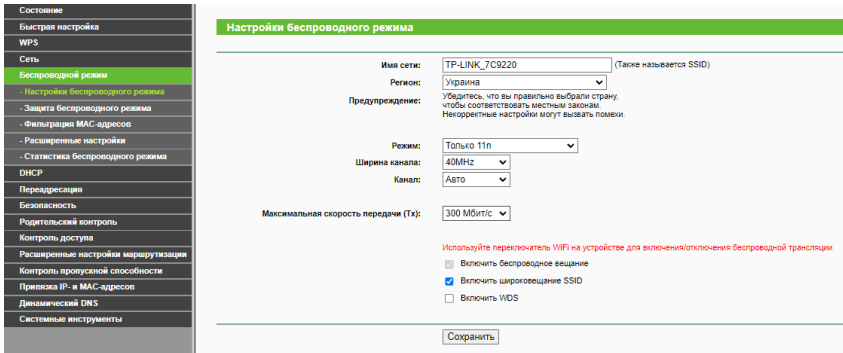 Состояние
Быстрая настройка
WPS
Сеть
Беспроводной режим
- Настройки беспроводного режима
- Защита беспроводного режима
- Фильтрация MAC-адресов
- Расширенные настройки
- Статистика беспроводного режима
DHCP
Переадресация
Безопасность
Родительский контроль
Контроль доступа
Расширенные настройки маршрутизации
Контроль пропускной способности
Привязка IP- и MAC-адресов
Динамический DNS
Системные инструменты
Настройки беспроводного режима
Имя сети: TP-LINK_7C9220 (Также называется SSID)
Регион: Украина
Предупреждение: Убедитесь, что вы правильно выбрали страну,
чтобы соответствовать местным законам.
Некорректные настройки могут вызвать помехи.
Режим: Только 11n
Ширина канала: 40MHz
Канал: Авто
Максимальная скорость передачи (Tx): 300 Мбит/с
Используйте переключатель WiFi на устройстве для включения/отключения беспроводной трансляции.
Включить беспроводное вещание
Включить широковещание SSID
Включить WDS
Сохранить